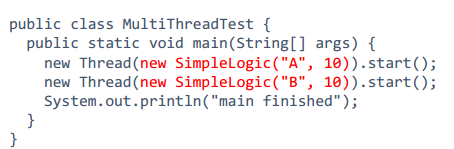 public class MultiThreadTest {
  public static void main(String[] args) {
    new Thread(new SimpleLogic("A", 10)).start();
    new Thread(new SimpleLogic("B", 10)).start();
    System.out.println("main finished");
  }
}